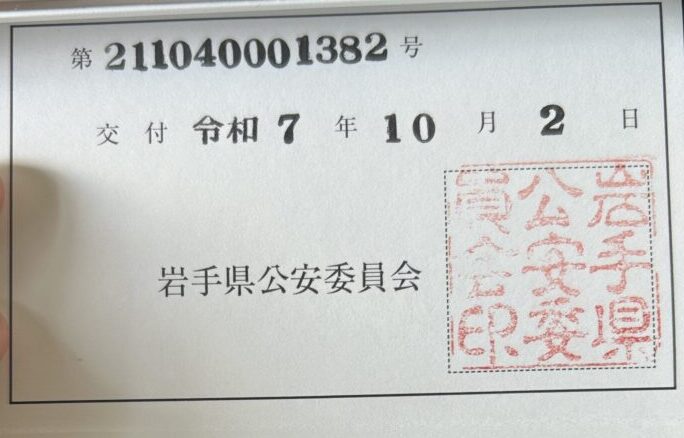 第 211040001382 号
交付 令和 7 年 10 月 2 日
岩手県公安委員会
岩手県
公安委
員会印